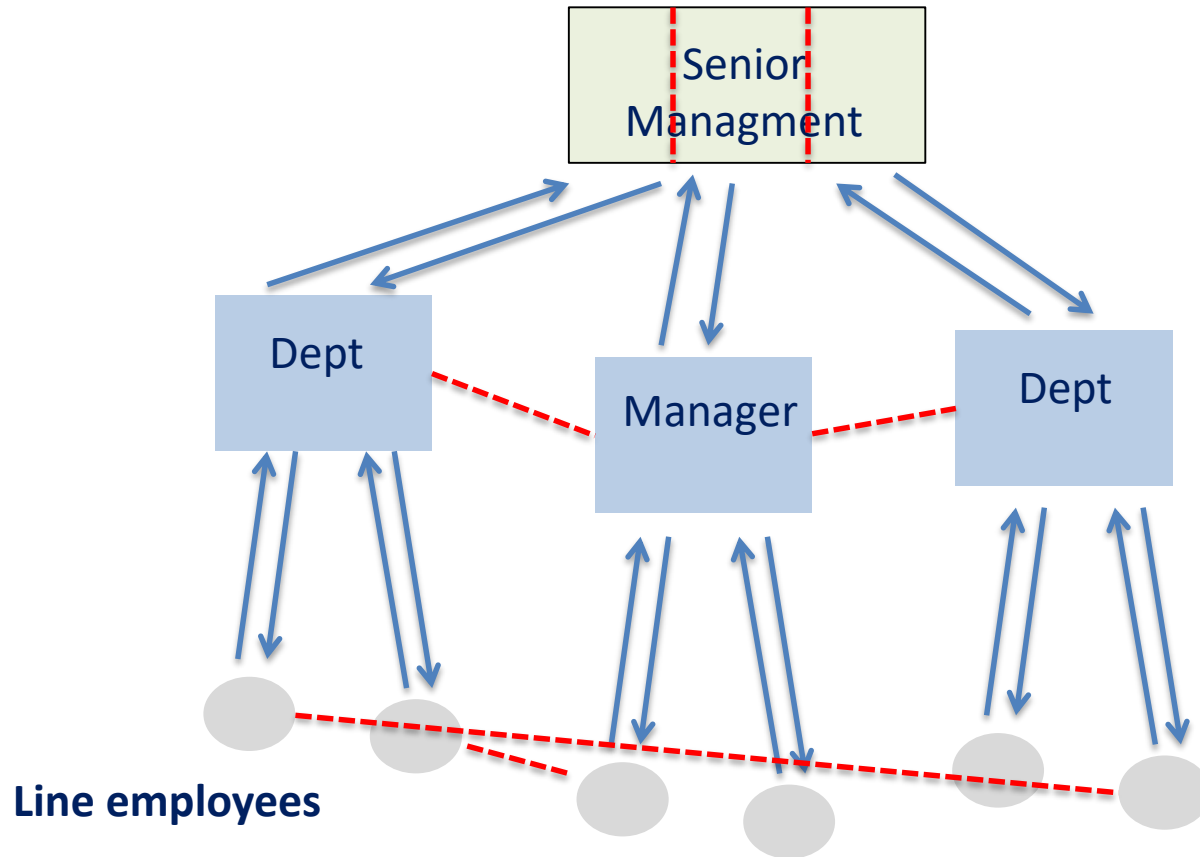 Senior
Managment
Dept
Manager
Dept
Line employees